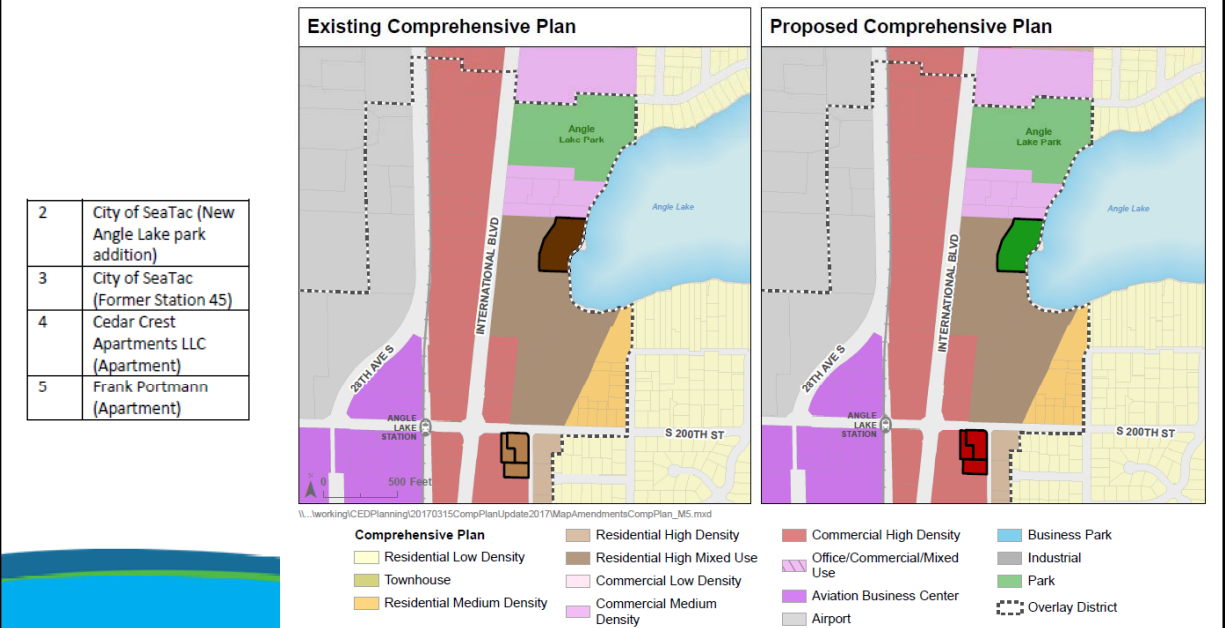 Existing Comprehensive Plan
Proposed Comprehensive Plan
2 City of SeaTac (New
Angle Lake park
addition)
3 City of SeaTac
(Former Station 45)
4 Cedar Crest
Apartments LLC
(Apartment)
5 Frank Portmann
(Apartment)
Angle
Lake Park
Angle Lake
INTERNATIONAL BLVD
28TH AVE S
ANGLE
LAKE
STATION
S 200TH ST
N
0 500 Feet
Angle
Lake Park
Angle Lake
INTERNATIONAL BLVD
28TH AVE S
ANGLE
LAKE
STATION
S 200TH ST
\\...\working\CEDPlanning\20170315CompPlanUpdate2017\MapAmendmentsCompPlan_M5.mxd
Comprehensive Plan
Residential Low Density
Townhouse
Residential Medium Density
Residential High Density
Residential High Mixed Use
Commercial Low Density
Commercial Medium
Density
Commercial High Density
Office/Commercial/Mixed
Use
Aviation Business Center
Airport
Business Park
Industrial
Park
Overlay District